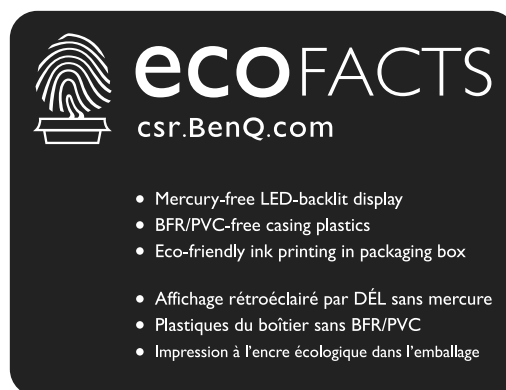 ecoFACTS
csr.BenQ.com
• Mercury-free LED-backlit display
• BFR/PVC-free casing plastics
• Eco-friendly ink printing in packaging box
• Affichage rétroéclairé par DÉL sans mercure
• Plastiques du boîtier sans BFR/PVC
• Impression à l'encre écologique dans l'emballage